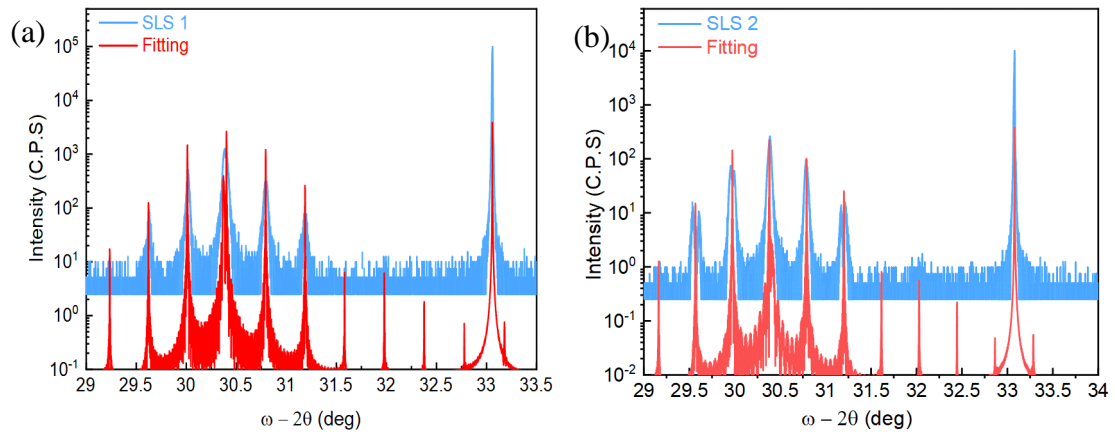 (a)
SLS 1
Fitting
Intensity (C.P.S)
10^5
10^4
10^3
10^2
10^1
10^0
10^-1
29 29.5 30 30.5 31 31.5 32 32.5 33 33.5
ω – 2θ (deg)
(b)
SLS 2
Fitting
Intensity (C.P.S)
10^4
10^3
10^2
10^1
10^0
10^-1
10^-2
29 29.5 30 30.5 31 31.5 32 32.5 33 33.5 34
ω – 2θ (deg)